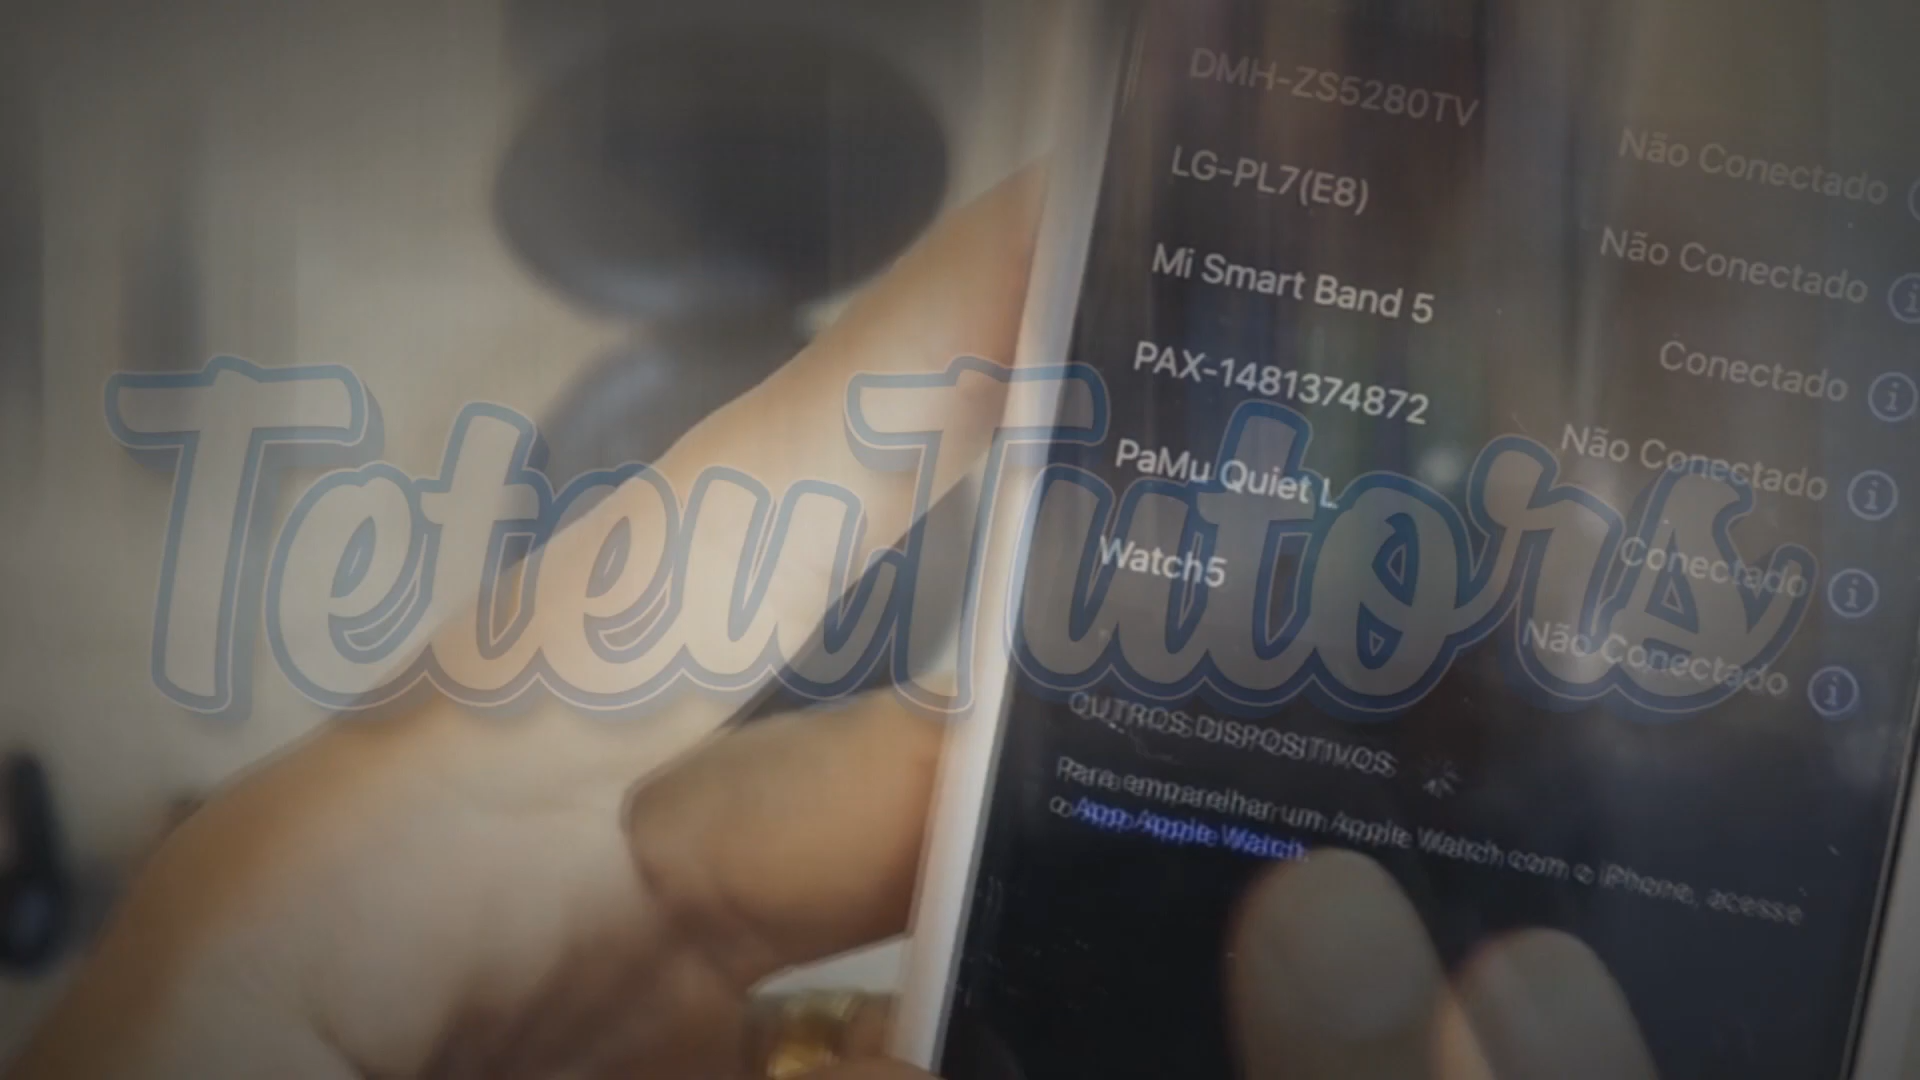 DMH-ZS5280TV Não Conectado
LG-PL7(E8) Não Conectado
Mi Smart Band 5 Conectado
PAX-1481374872 Não Conectado
PaMu Quiet L Conectado
Watch5 Não Conectado
TeteuTutors
OUTROS DISPOSITIVOS
Para emparelhar um Apple Watch com o iPhone, acesse
o App Apple Watch.